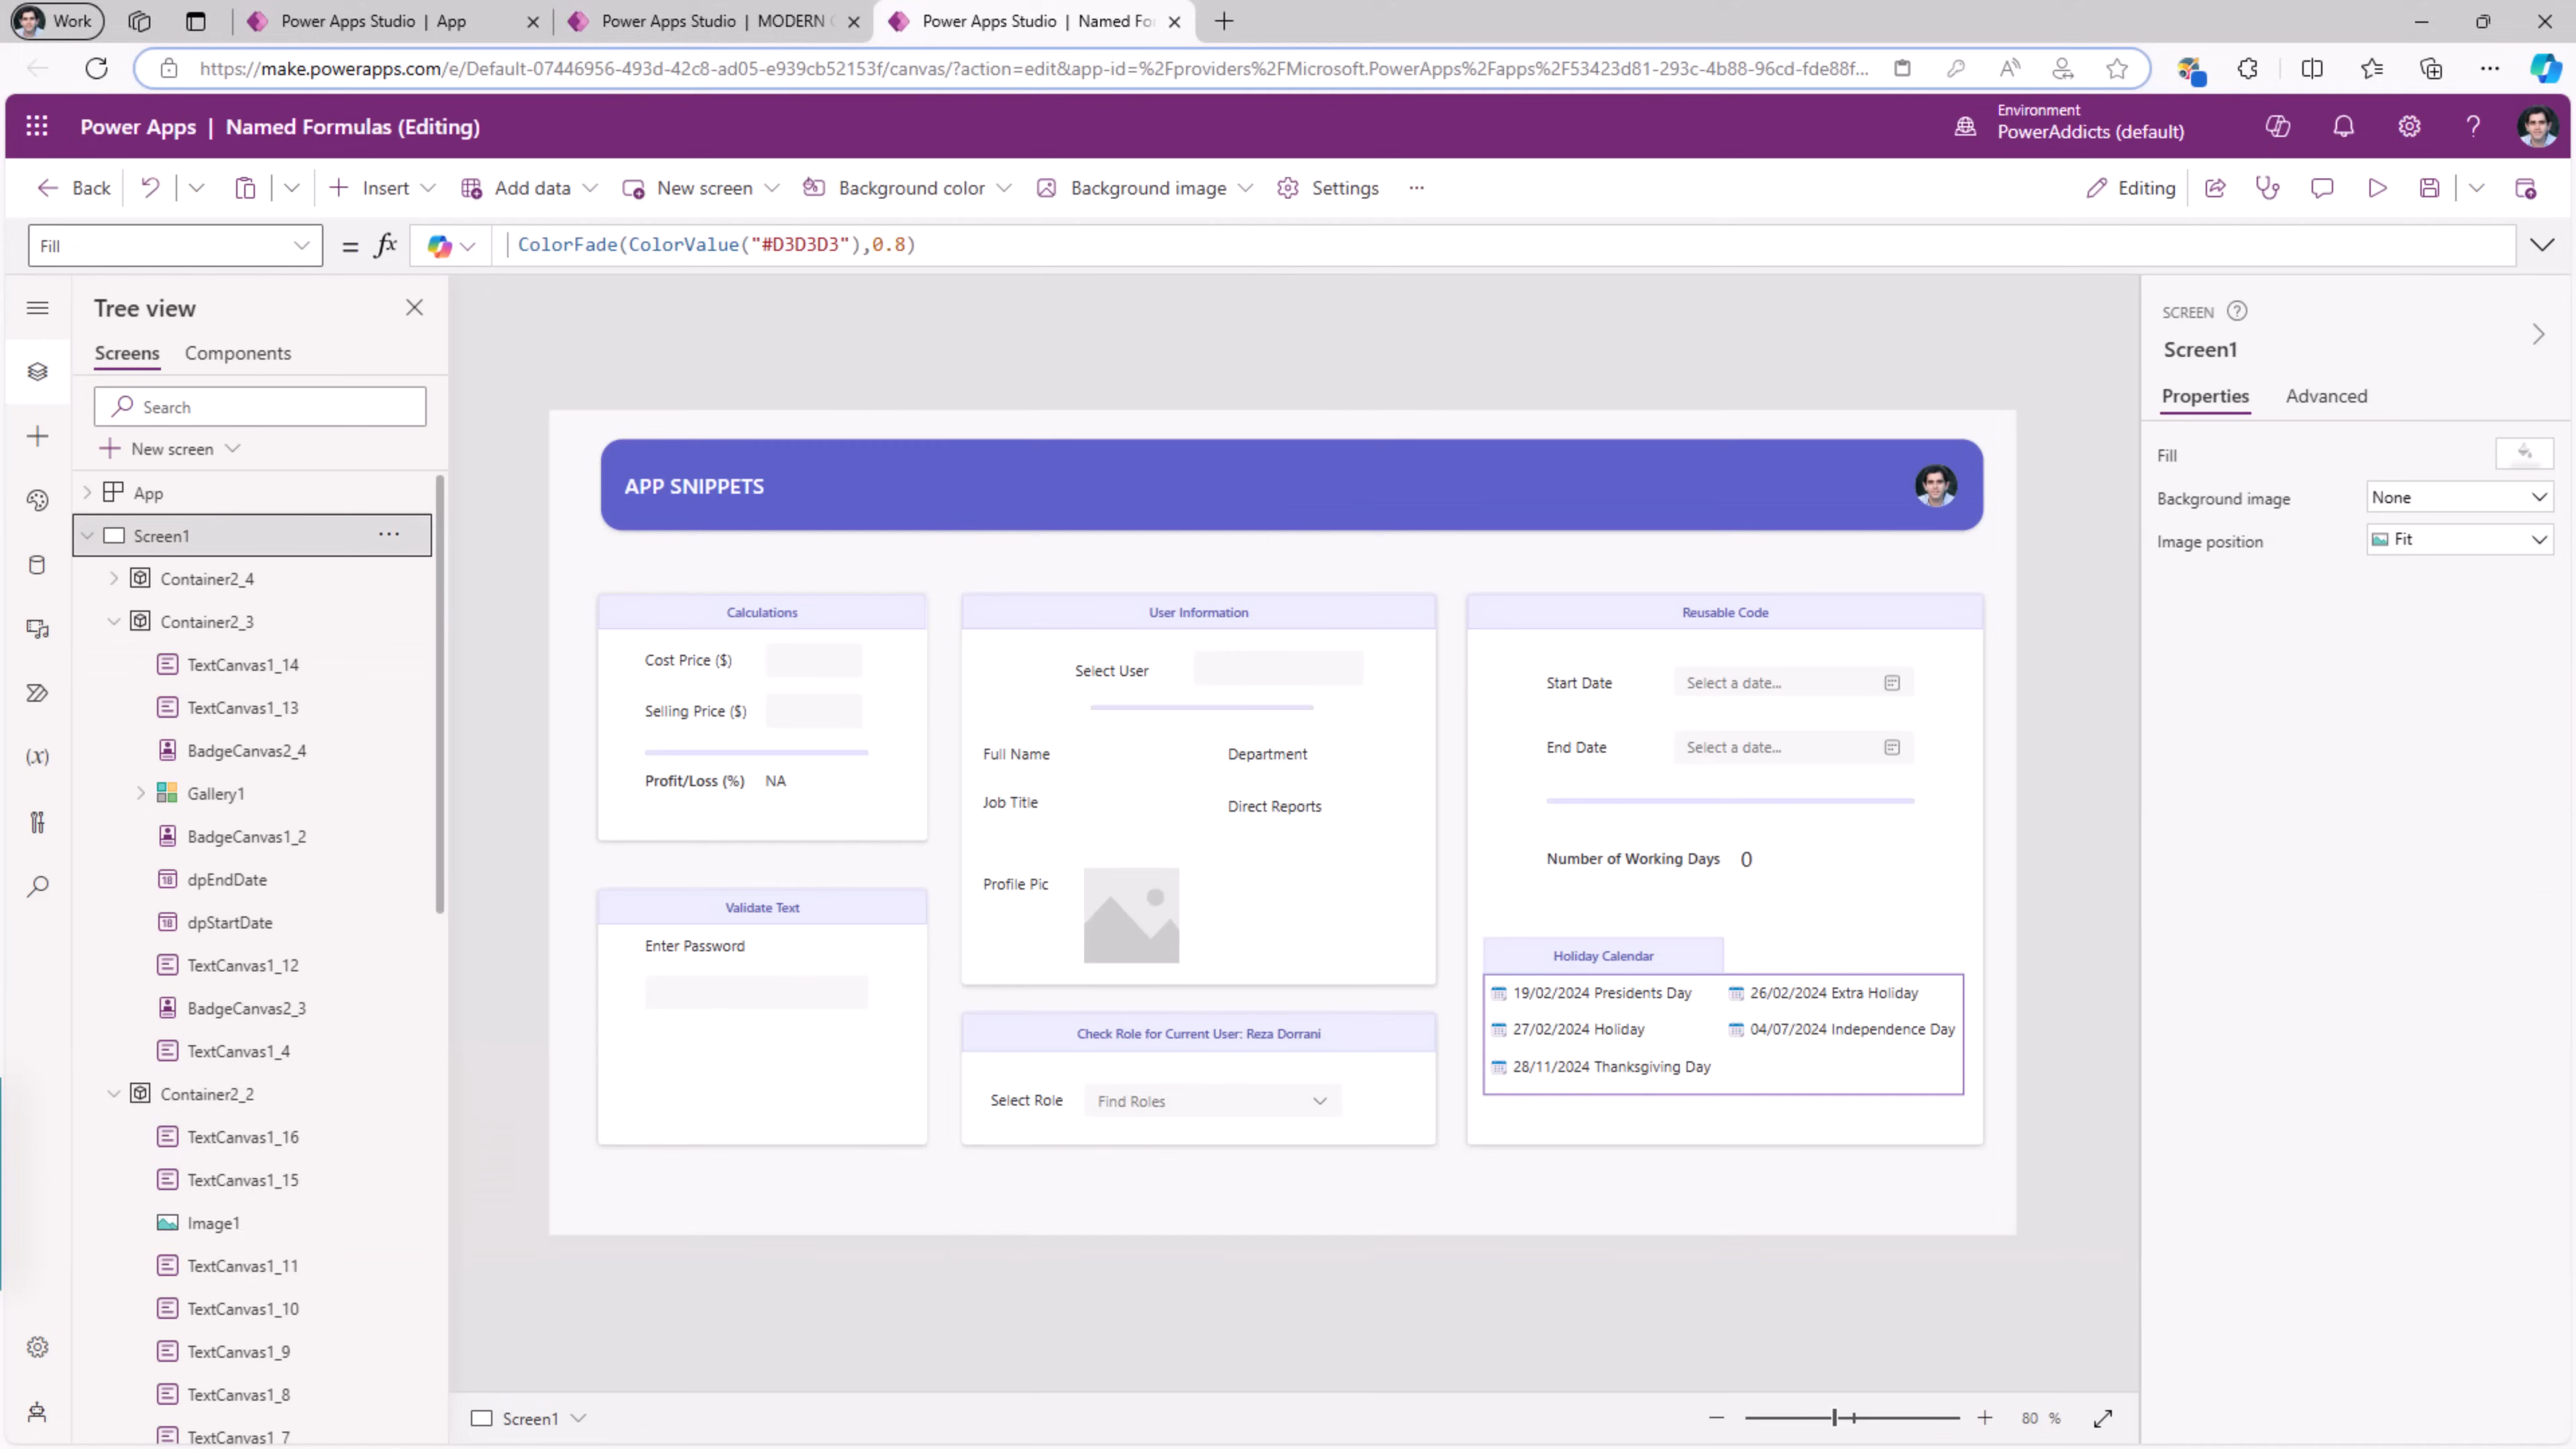 Work
Power Apps Studio | App
Power Apps Studio | MODERN
Power Apps Studio | Named For
https://make.powerapps.com/e/Default-07446956-493d-42c8-ad05-e939cb52153f/canvas/?action=edit&app-id=%2Fproviders%2FMicrosoft.PowerApps%2Fapps%2F53423d81-293c-4b88-96cd-fde88f...
Power Apps | Named Formulas (Editing)
Environment
PowerAddicts (default)
Back
Insert
Add data
New screen
Background color
Background image
Settings
Editing
Fill
= fx
ColorFade(ColorValue("#D3D3D3"),0.8)
Tree view
Screens
Components
Search
New screen
App
Screen1
Container2_4
Container2_3
TextCanvas1_14
TextCanvas1_13
BadgeCanvas2_4
Gallery1
BadgeCanvas1_2
dpEndDate
dpStartDate
TextCanvas1_12
BadgeCanvas2_3
TextCanvas1_4
Container2_2
TextCanvas1_16
TextCanvas1_15
Image1
TextCanvas1_11
TextCanvas1_10
TextCanvas1_9
TextCanvas1_8
TextCanvas1_7
APP SNIPPETS
Calculations
Cost Price ($)
Selling Price ($)
Profit/Loss (%) NA
Validate Text
Enter Password
User Information
Select User
Full Name
Department
Job Title
Direct Reports
Profile Pic
Check Role for Current User: Reza Dorrani
Select Role
Find Roles
Reusable Code
Start Date
Select a date...
End Date
Select a date...
Number of Working Days 0
Holiday Calendar
19/02/2024 Presidents Day
26/02/2024 Extra Holiday
27/02/2024 Holiday
04/07/2024 Independence Day
28/11/2024 Thanksgiving Day
Screen1
80 %
SCREEN
Screen1
Properties
Advanced
Fill
Background image
None
Image position
Fit